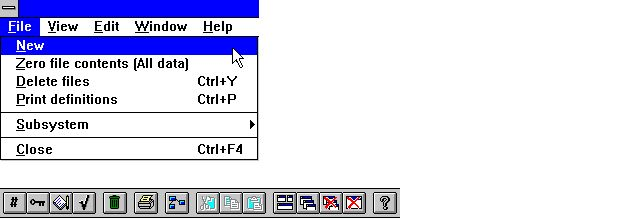 File View Edit Window Help
New
Zero file contents (All data)
Delete files Ctrl+Y
Print definitions Ctrl+P
Subsystem
Close Ctrl+F4
# ?